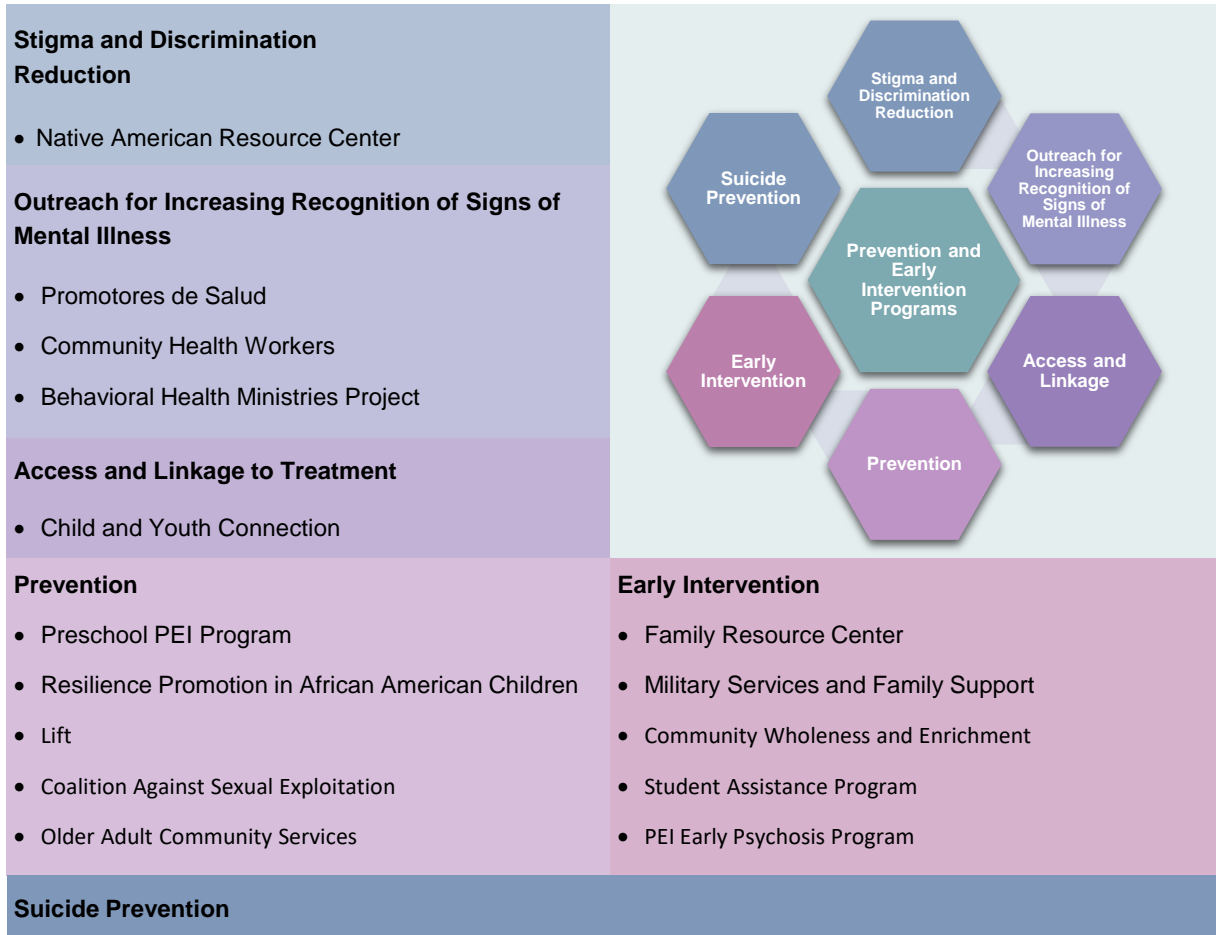 Stigma and Discrimination
Reduction
• Native American Resource Center
Outreach for Increasing Recognition of Signs of
Mental Illness
• Promotores de Salud
• Community Health Workers
• Behavioral Health Ministries Project
Access and Linkage to Treatment
• Child and Youth Connection
Stigma and
Discrimination
Reduction
Outreach for
Increasing
Recognition of
Signs of
Mental Illness
Suicide
Prevention
Prevention and
Early
Intervention
Programs
Early
Intervention
Access and
Linkage
Prevention
Prevention
• Preschool PEI Program
• Resilience Promotion in African American Children
• Lift
• Coalition Against Sexual Exploitation
• Older Adult Community Services
Early Intervention
• Family Resource Center
• Military Services and Family Support
• Community Wholeness and Enrichment
• Student Assistance Program
• PEI Early Psychosis Program
Suicide Prevention